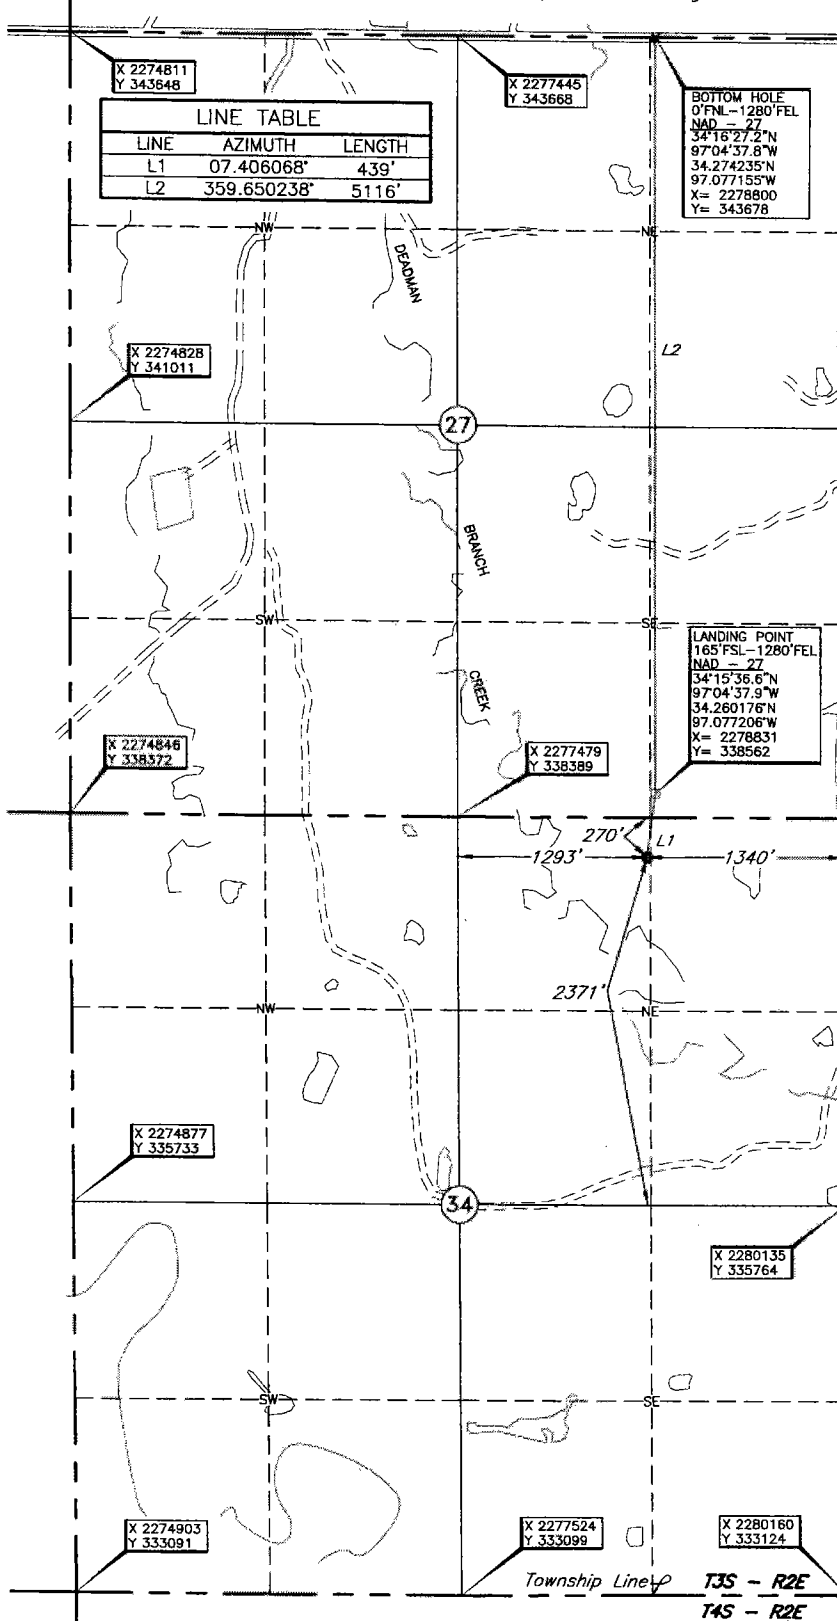 X 2274811
Y 343648
X 2277445
Y 343668
BOTTOM HOLE
0'FNL-1280'FEL
NAD - 27
34°16'27.2"N
97°04'37.8"W
34.274235°N
97.077155°W
X= 2278800
Y= 343678
LINE TABLE
LINE AZIMUTH LENGTH
L1 07.406068° 439'
L2 359.650238° 5116'
NW
NE
DEADMAN
L2
X 2274828
Y 341011
27
BRANCH
SW
SE
CREEK
LANDING POINT
165'FSL-1280'FEL
NAD - 27
34°15'36.6"N
97°04'37.9"W
34.260176°N
97.077206°W
X= 2278831
Y= 338562
X 2274846
Y 338372
X 2277479
Y 338389
270'
L1
1293'
1340'
2371'
NW
NE
X 2274877
Y 335733
34
X 2280135
Y 335764
SW
SE
X 2274903
Y 333091
X 2277524
Y 333099
X 2280160
Y 333124
Township Line
T3S - R2E
T4S - R2E